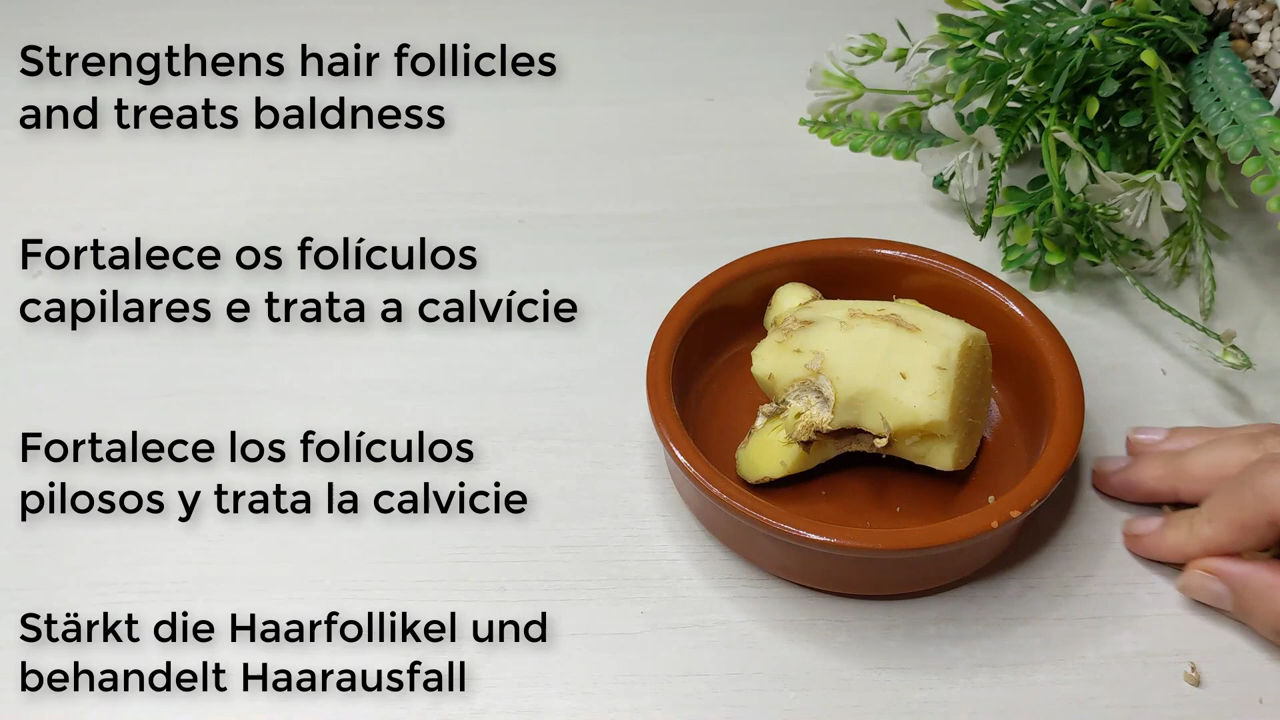 Strengthens hair follicles
and treats baldness
Fortalece os folículos
capilares e trata a calvície
Fortalece los folículos
pilosos y trata la calvicie
Stärkt die Haarfollikel und
behandelt Haarausfall